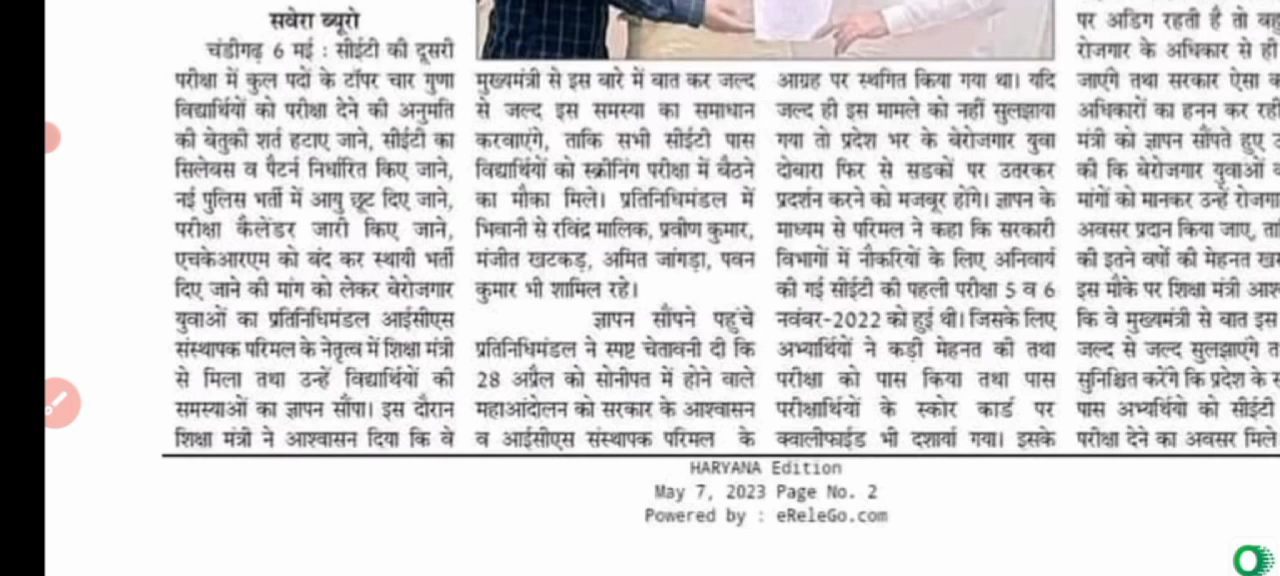 सवेरा ब्यूरो
चंडीगढ़ 6 मई : सीईटी की दूसरी
परीक्षा में कुल पदों के टॉपर चार गुणा
विद्यार्थियों को परीक्षा देने की अनुमति
की बेतुकी शर्त हटाए जाने, सीईटी का
सिलेबस व पैटर्न निर्धारित किए जाने,
नई पुलिस भर्ती में आयु छूट दिए जाने,
परीक्षा कैलेंडर जारी किए जाने,
एचकेआरएम को बंद कर स्थायी भर्ती
दिए जाने की मांग को लेकर बेरोजगार
युवाओं का प्रतिनिधिमंडल आईसीएस
संस्थापक परिमल के नेतृत्व में शिक्षा मंत्री
से मिला तथा उन्हें विद्यार्थियों की
समस्याओं का ज्ञापन सौंपा। इस दौरान
शिक्षा मंत्री ने आश्वासन दिया कि वे
मुख्यमंत्री से इस बारे में बात कर जल्द
से जल्द इस समस्या का समाधान
करवाएंगे, ताकि सभी सीईटी पास
विद्यार्थियों को स्क्रीनिंग परीक्षा में बैठने
का मौका मिले। प्रतिनिधिमंडल में
भिवानी से रविंद्र मालिक, प्रवीण कुमार,
मंजीत खटकड़, अमित जांगड़ा, पवन
कुमार भी शामिल रहे।
ज्ञापन सौंपने पहुंचे
प्रतिनिधिमंडल ने स्पष्ट चेतावनी दी कि
28 अप्रैल को सोनीपत में होने वाले
महाआंदोलन को सरकार के आश्वासन
व आईसीएस संस्थापक परिमल के
आग्रह पर स्थगित किया गया था। यदि
जल्द ही इस मामले को नहीं सुलझाया
गया तो प्रदेश भर के बेरोजगार युवा
दोबारा फिर से सडकों पर उतरकर
प्रदर्शन करने को मजबूर होंगे। ज्ञापन के
माध्यम से परिमल ने कहा कि सरकारी
विभागों में नौकरियों के लिए अनिवार्य
की गई सीईटी की पहली परीक्षा 5 व 6
नवंबर-2022 को हुई थी। जिसके लिए
अभ्यार्थियों ने कड़ी मेहनत की तथा
परीक्षा को पास किया तथा पास
परीक्षार्थियों के स्कोर कार्ड पर
क्वालीफाईड भी दर्शाया गया। इसके
पर अडिग रहती है तो
रोजगार के अधिकार से ही
जाएंगे तथा सरकार ऐसा
अधिकारों का हनन कर
मंत्री को ज्ञापन सौंपते हुए
की कि बेरोजगार युवाओं
मांगों को मानकर उन्हें
अवसर प्रदान किया जाए,
की इतने वर्षों की मेहनत
इस मौके पर शिक्षा मंत्री
कि वे मुख्यमंत्री से बात इस
जल्द से जल्द सुलझाएंगे
सुनिश्चित करेंगे कि प्रदेश के
पास अभ्यर्थियो को सीईटी
परीक्षा देने का अवसर मिले
HARYANA Edition
May 7, 2023 Page No. 2
Powered by : eReleGo.com